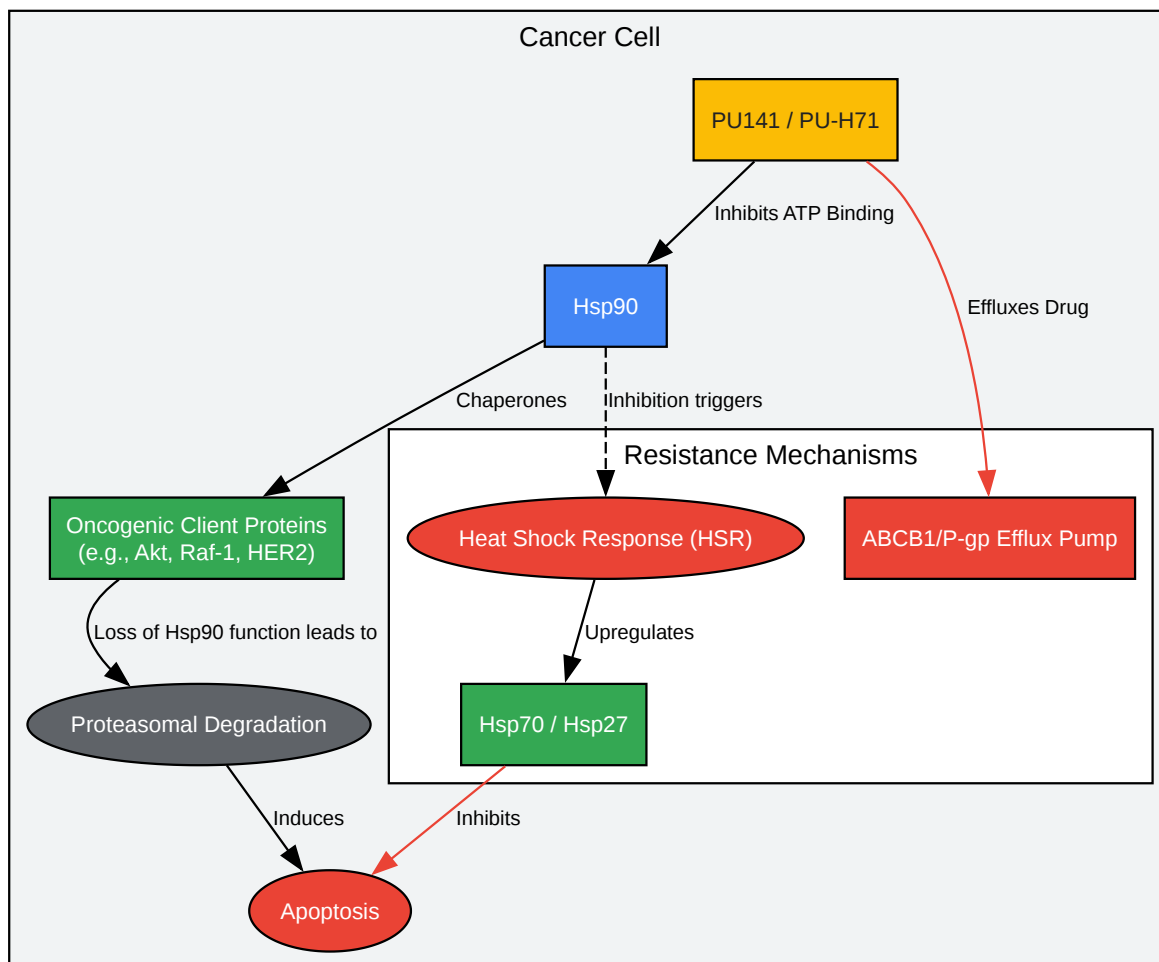 Cancer Cell
PU141 / PU-H71
Inhibits ATP Binding
Hsp90
Effluxes Drug
Chaperones
Inhibition triggers
Resistance Mechanisms
Oncogenic Client Proteins
(e.g., Akt, Raf-1, HER2)
Heat Shock Response (HSR)
ABCB1/P-gp Efflux Pump
Loss of Hsp90 function leads to
Upregulates
Proteasomal Degradation
Hsp70 / Hsp27
Induces
Inhibits
Apoptosis